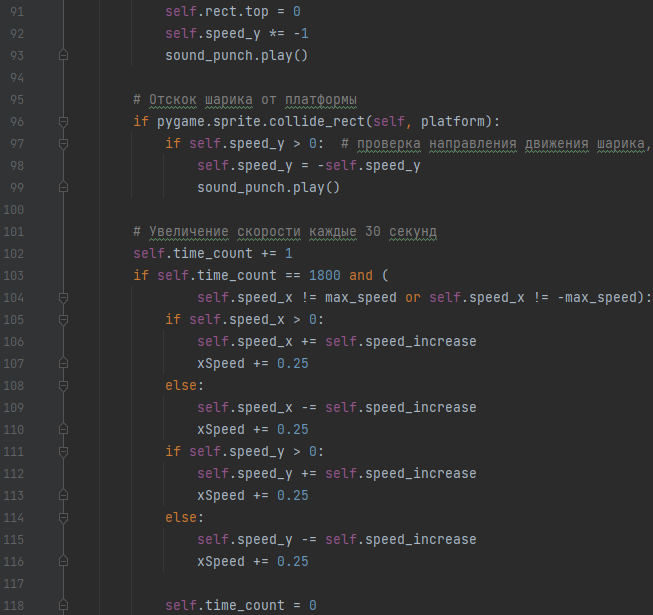 91 self.rect.top = 0
92 self.speed_y *= -1
93 sound_punch.play()
94
95 # Отскок шарика от платформы
96 if pygame.sprite.collide_rect(self, platform):
97 if self.speed_y > 0:  # проверка направления движения шарика,
98 self.speed_y = -self.speed_y
99 sound_punch.play()
100
101 # Увеличение скорости каждые 30 секунд
102 self.time_count += 1
103 if self.time_count == 1800 and (
104 self.speed_x != max_speed or self.speed_x != -max_speed):
105 if self.speed_x > 0:
106 self.speed_x += self.speed_increase
107 xSpeed += 0.25
108 else:
109 self.speed_x -= self.speed_increase
110 xSpeed += 0.25
111 if self.speed_y > 0:
112 self.speed_y += self.speed_increase
113 xSpeed += 0.25
114 else:
115 self.speed_y -= self.speed_increase
116 xSpeed += 0.25
117
118 self.time_count = 0